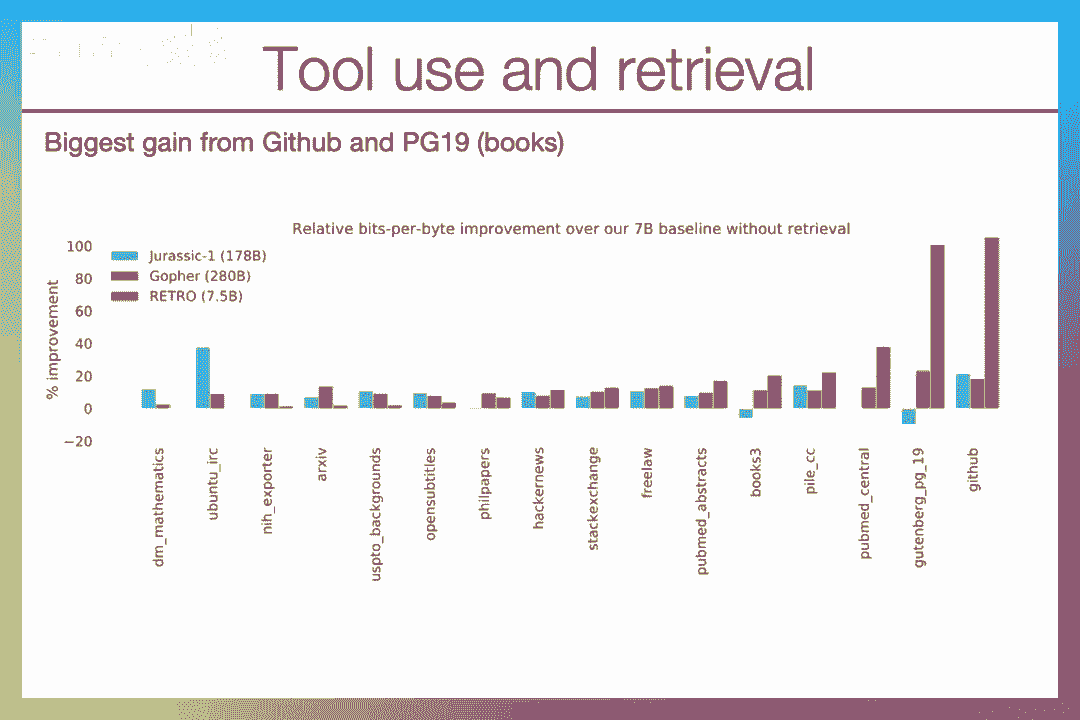 Tool use and retrieval
Biggest gain from Github and PG19 (books)
Relative bits-per-byte improvement over our 7B baseline without retrieval
% improvement
100
80
60
40
20
0
−20
Jurassic-1 (178B)
Gopher (280B)
RETRO (7.5B)
dm_mathematics
ubuntu_irc
nih_exporter
arxiv
uspto_backgrounds
opensubtitles
philpapers
hackernews
stackexchange
freelaw
pubmed_abstracts
books3
pile_cc
pubmed_central
gutenberg_pg_19
github